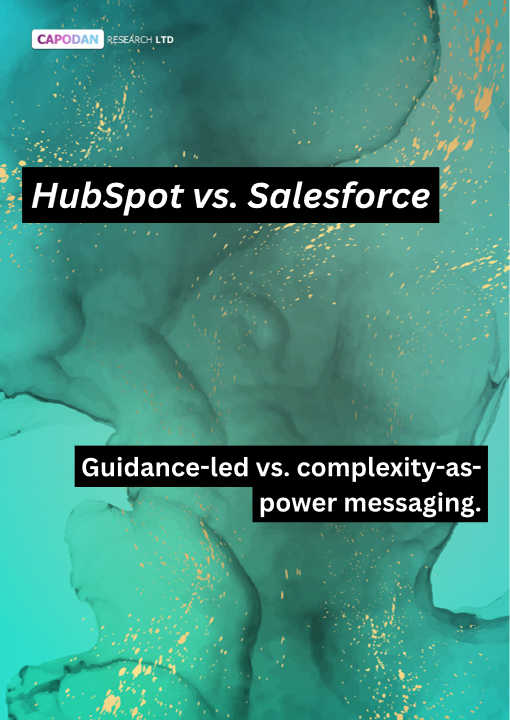 CAPODAN RESEARCH LTD
HubSpot vs. Salesforce
Guidance-led vs. complexity-as-
power messaging.